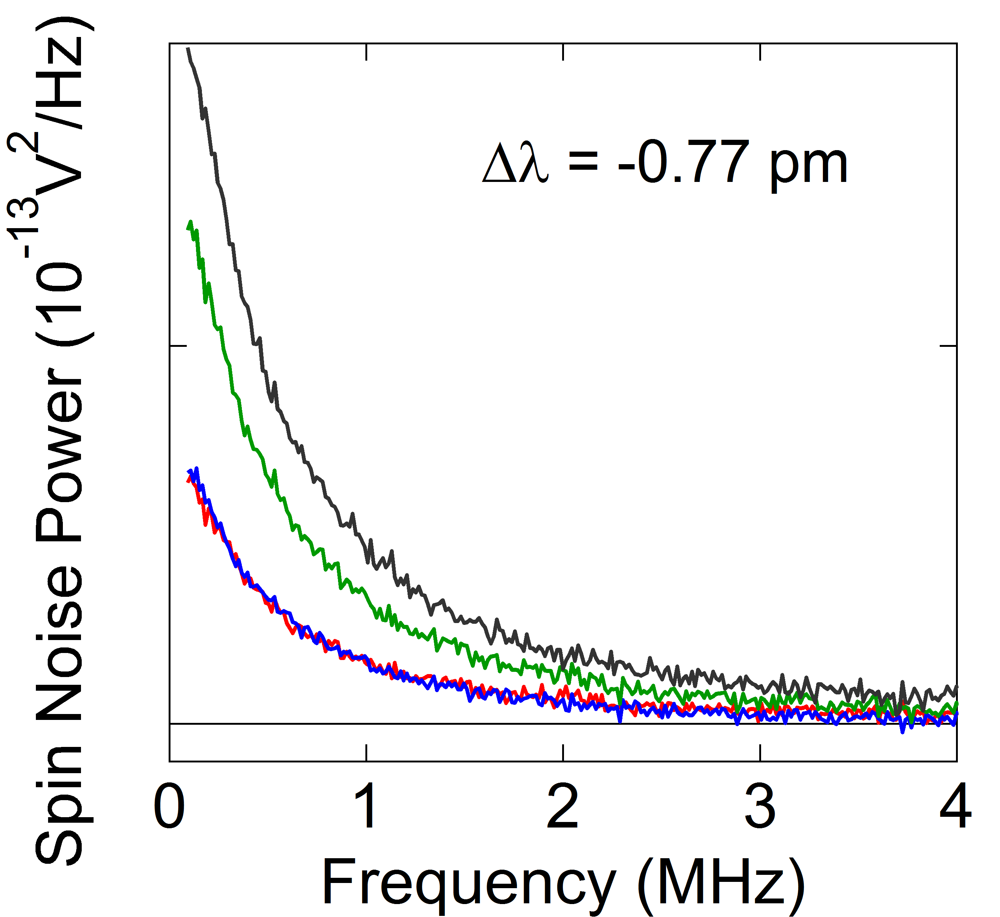 Spin Noise Power (10⁻¹³V²/Hz)
Δλ = -0.77 pm
0 1 2 3 4
Frequency (MHz)